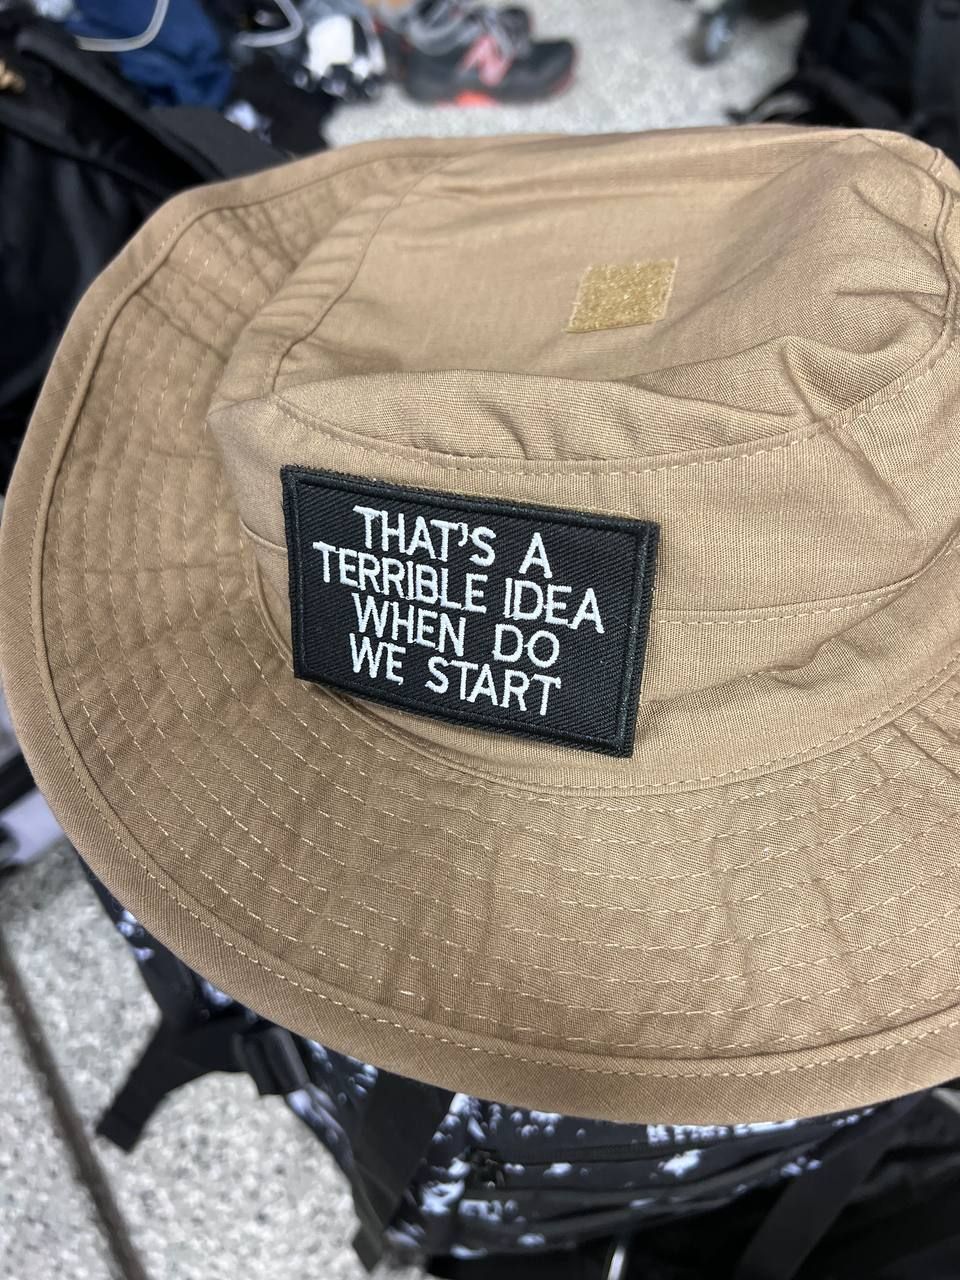 THAT'S A
TERRIBLE IDEA
WHEN DO
WE START